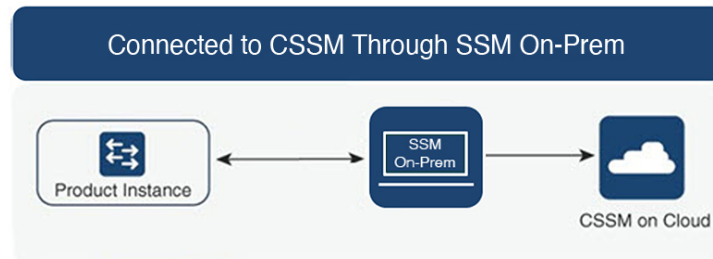 Connected to CSSM Through SSM On-Prem
SSM
On-Prem
Product Instance
CSSM on Cloud